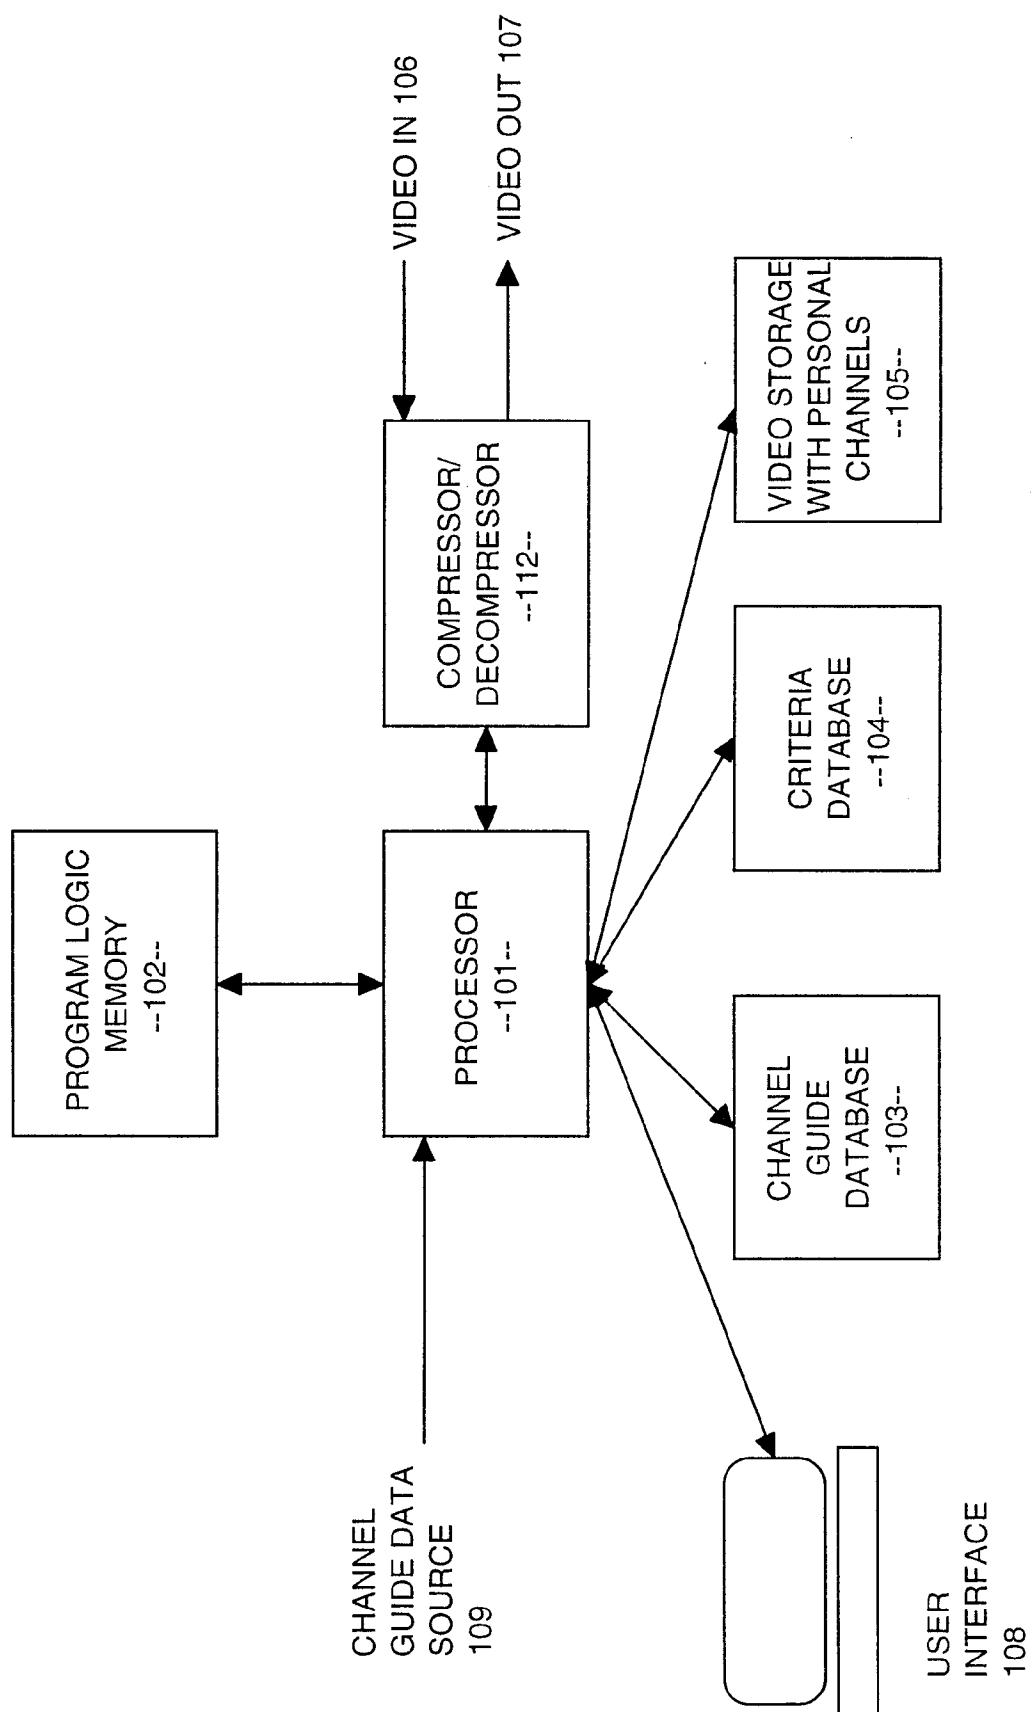 PROGRAM LOGIC
MEMORY
--102--
CHANNEL
GUIDE DATA
SOURCE
109
PROCESSOR
--101--
COMPRESSOR/
DECOMPRESSOR
--112--
VIDEO IN 106
VIDEO OUT 107
USER
INTERFACE
108
CHANNEL
GUIDE
DATABASE
--103--
CRITERIA
DATABASE
--104--
VIDEO STORAGE
WITH PERSONAL
CHANNELS
--105--